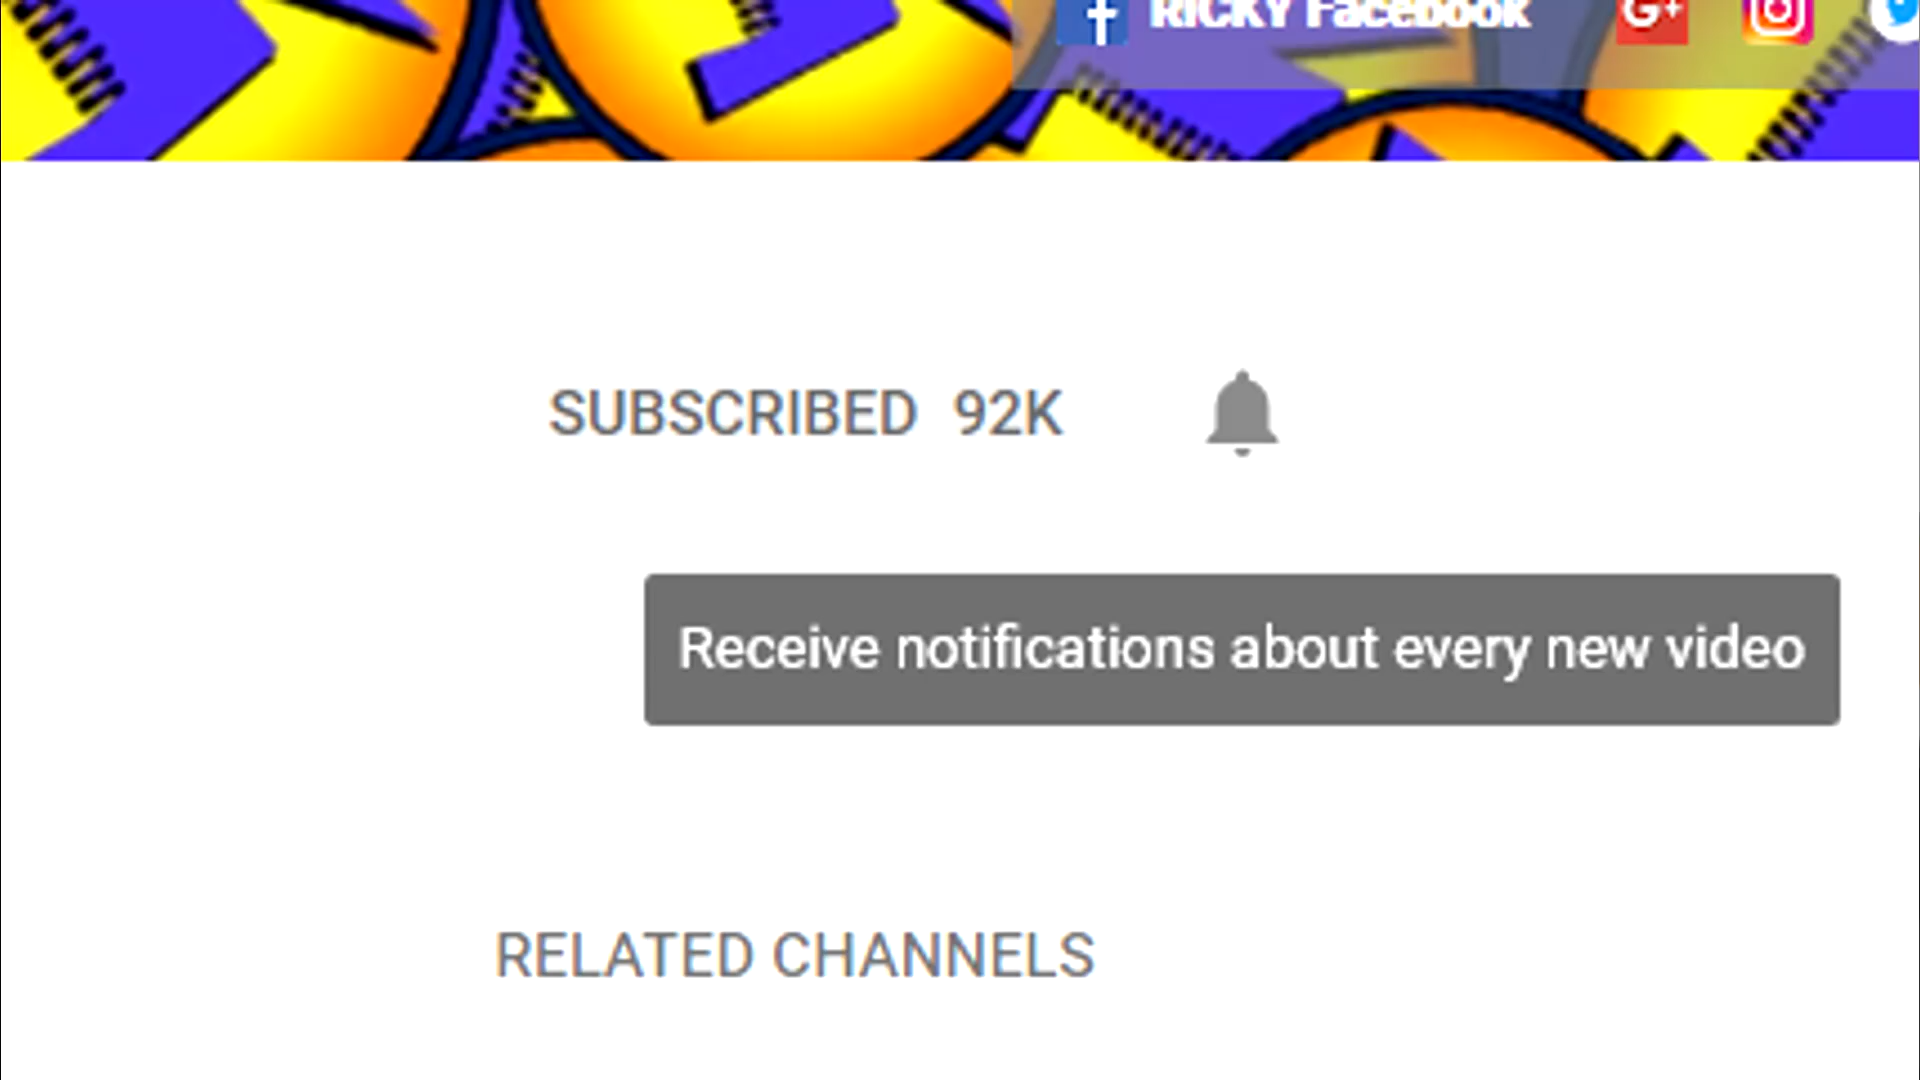 RICKY Facebook G+
SUBSCRIBED 92K
Receive notifications about every new video
RELATED CHANNELS